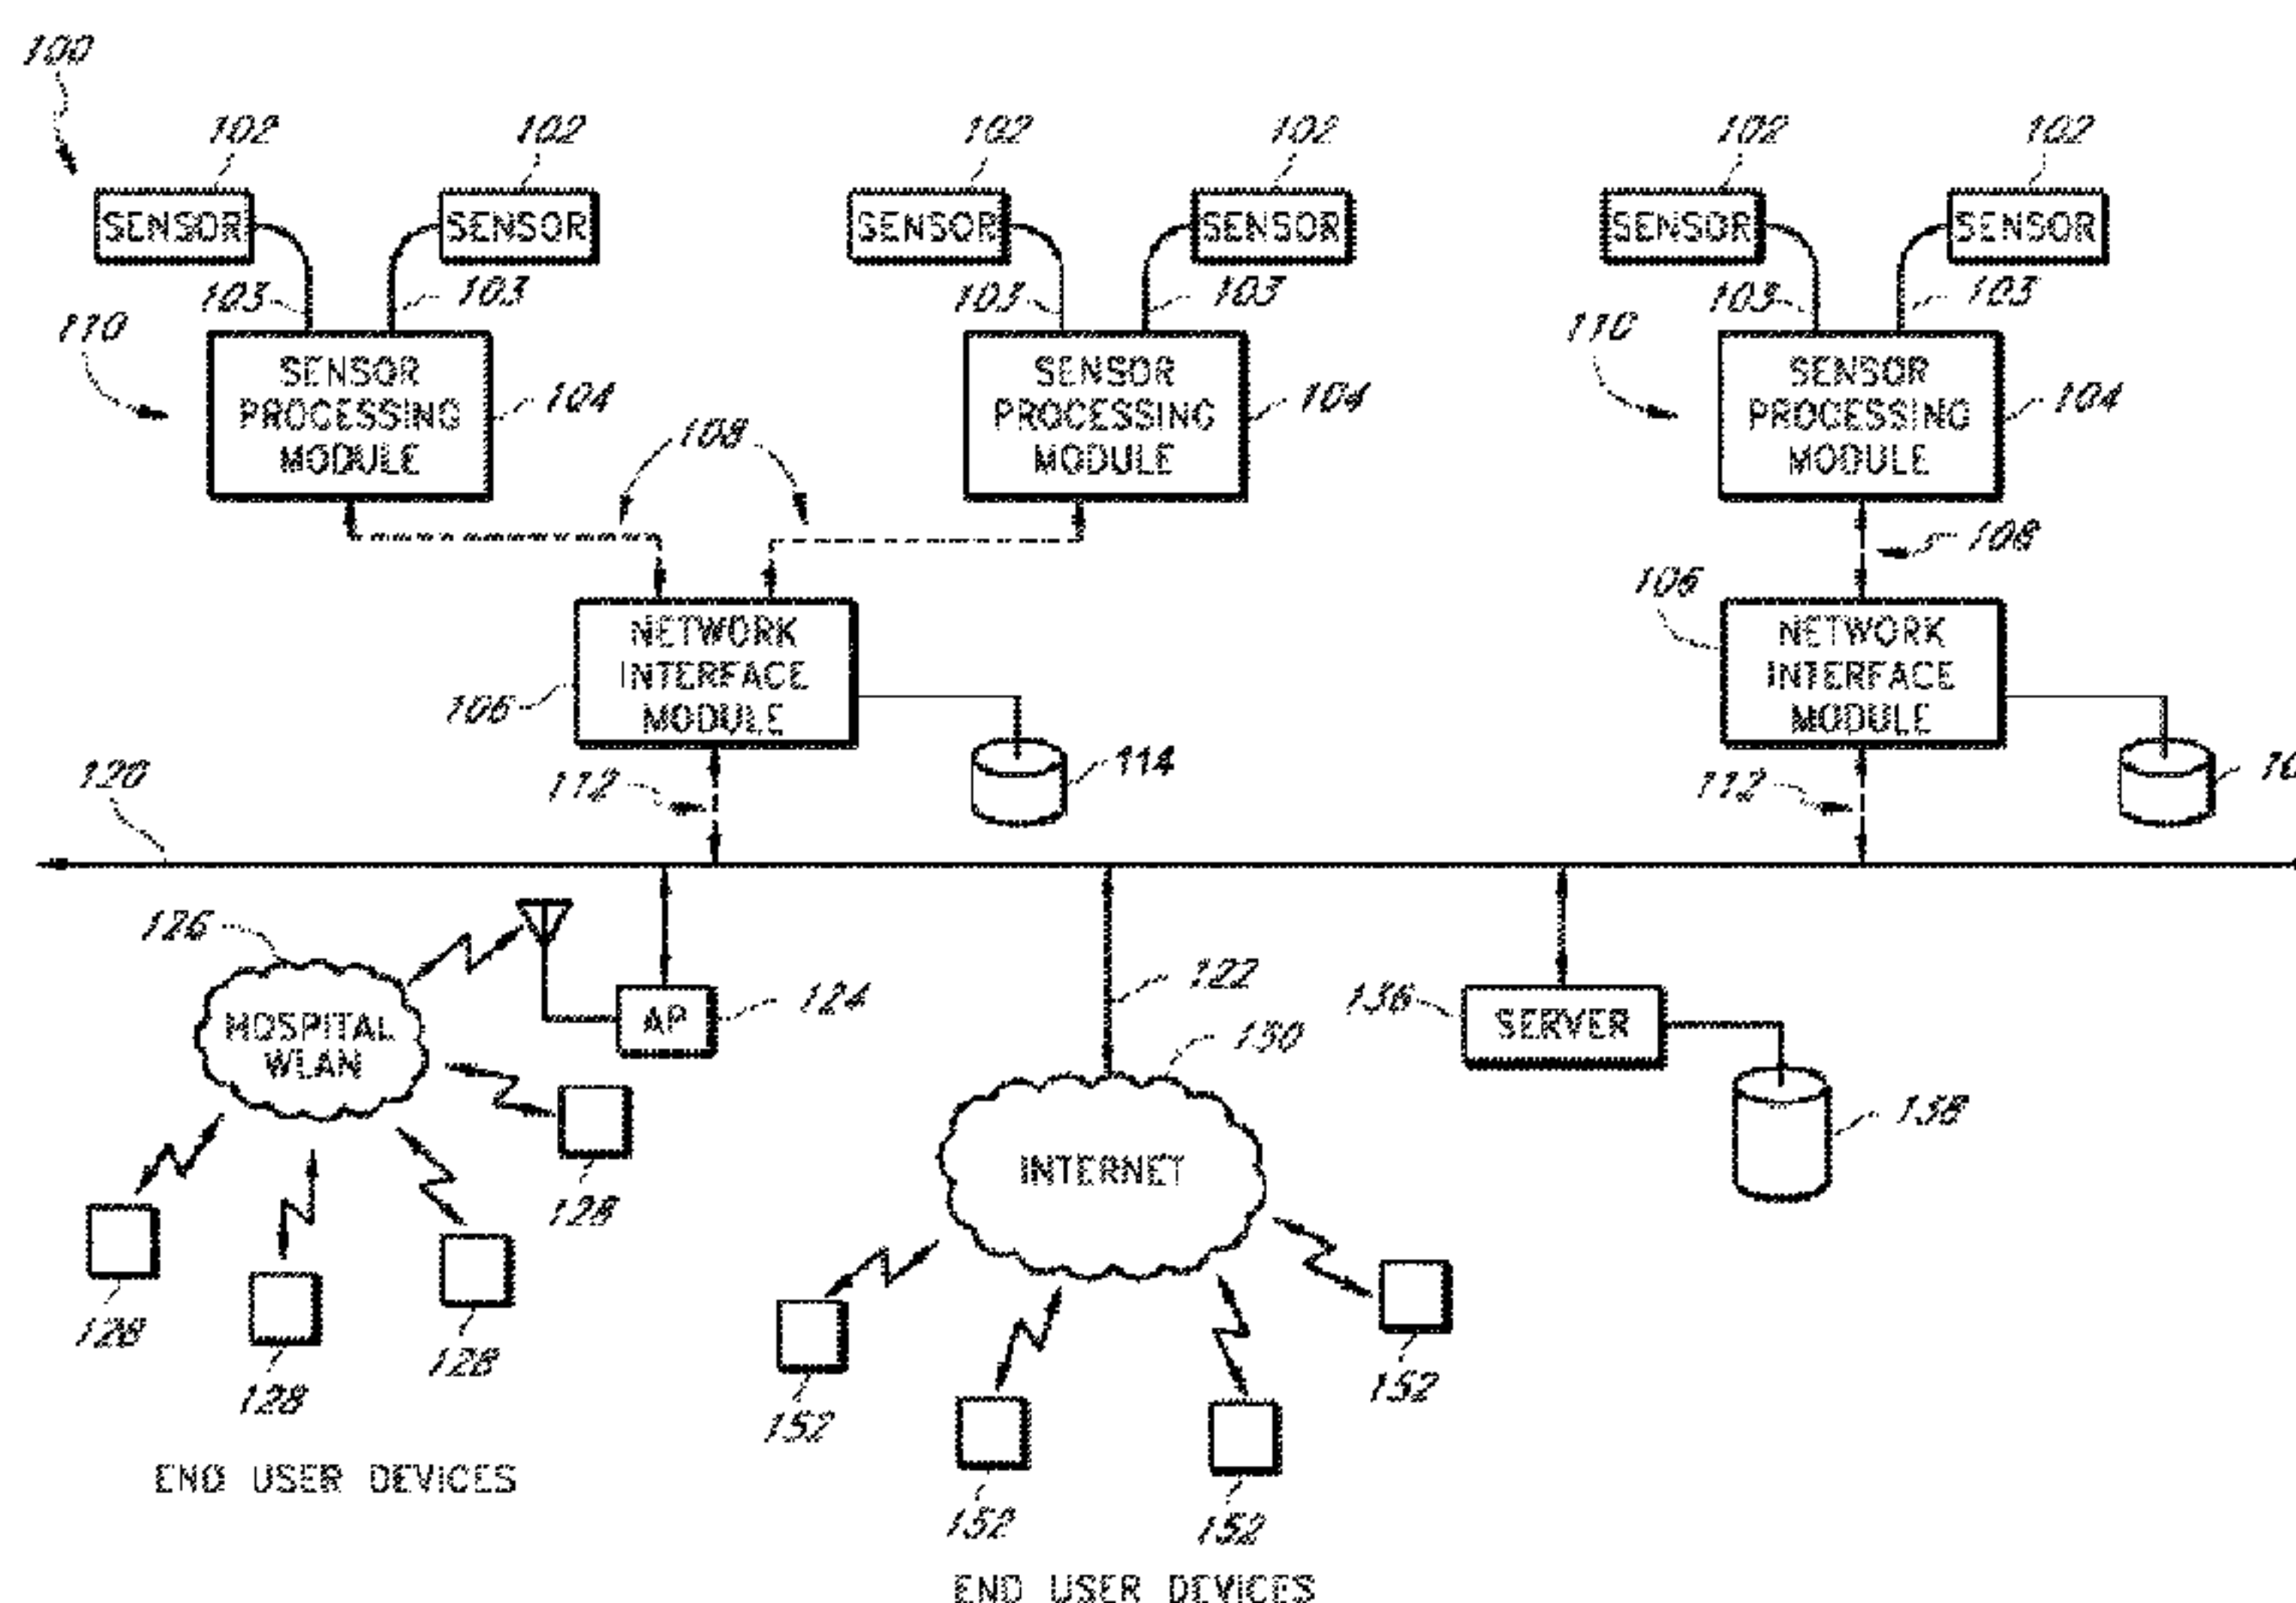 100
102 102 102 102 102 102
SENSOR SENSOR SENSOR SENSOR SENSOR SENSOR
103 103 103 103 103 103
110 110
SENSOR SENSOR SENSOR
PROCESSING PROCESSING PROCESSING
MODULE MODULE MODULE
104 104 104
108 108
106
NETWORK NETWORK
INTERFACE INTERFACE
MODULE MODULE
106
114
112 112
120
126
HOSPITAL
WLAN
AP 124
122
136 SERVER
150
138
INTERNET
128
128 128 128
152
152
152 152
END USER DEVICES
END USER DEVICES